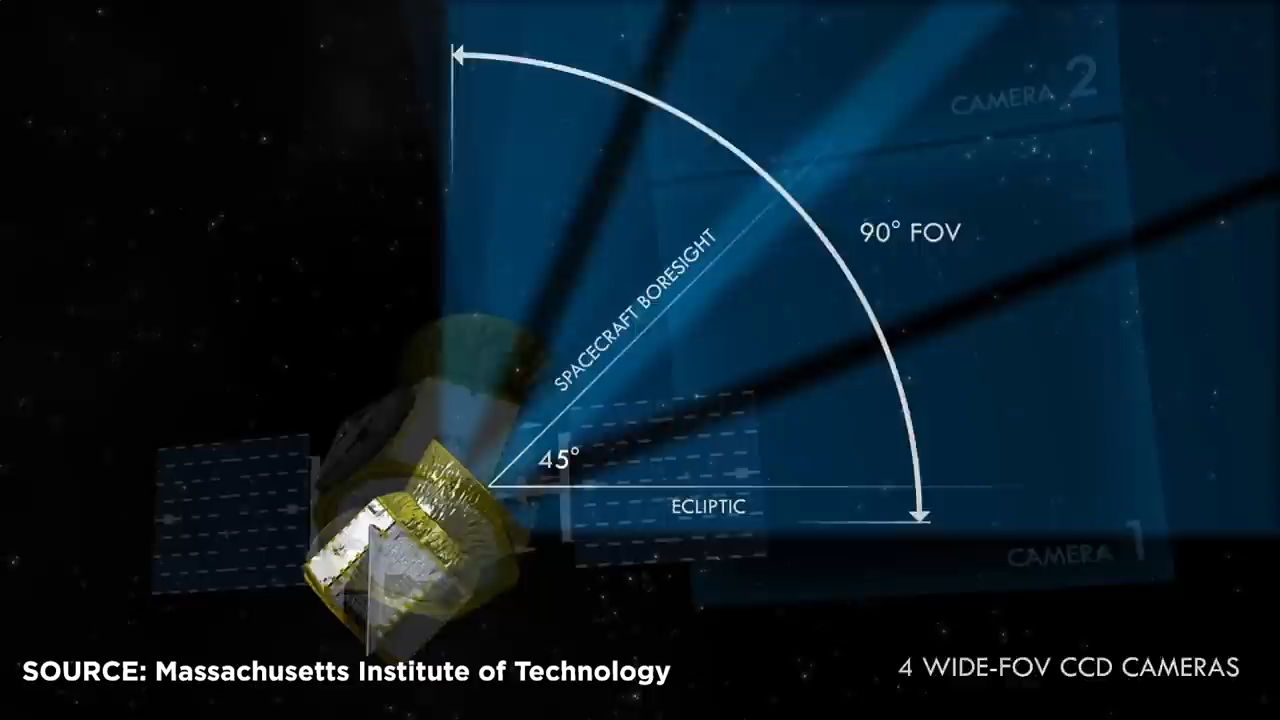 CAMERA 2
90° FOV
SPACECRAFT BORESIGHT
45°
ECLIPTIC
CAMERA 1
SOURCE: Massachusetts Institute of Technology
4 WIDE-FOV CCD CAMERAS